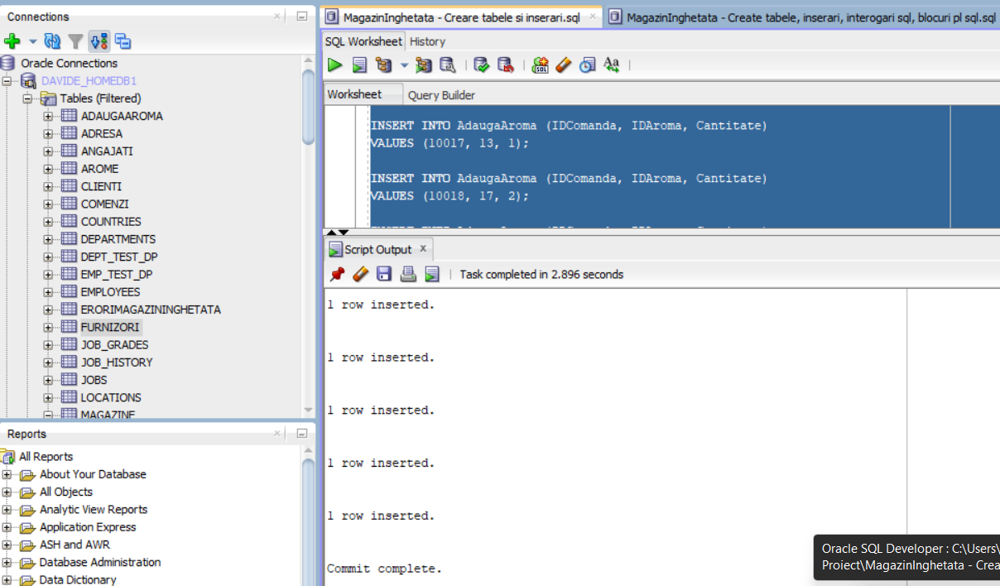 Connections
Oracle Connections
DAVIDE_HOMEDB1
Tables (Filtered)
ADAUGAAROMA
ADRESA
ANGAJATI
AROME
CLIENTI
COMENZI
COUNTRIES
DEPARTMENTS
DEPT_TEST_DP
EMP_TEST_DP
EMPLOYEES
ERORIMAGAZININGHETATA
FURNIZORI
JOB_GRADES
JOB_HISTORY
JOBS
LOCATIONS
MAGAZINE
Reports
All Reports
About Your Database
All Objects
Analytic View Reports
Application Express
ASH and AWR
Database Administration
Data Dictionary
MagazinInghetata - Creare tabele si inserari.sql
MagazinInghetata - Create tabele, inserari, interogari sql, blocuri pl sql.sql
SQL Worksheet History
Worksheet Query Builder
INSERT INTO AdaugaAroma (IDComanda, IDAroma, Cantitate)
VALUES (10017, 13, 1);
INSERT INTO AdaugaAroma (IDComanda, IDAroma, Cantitate)
VALUES (10018, 17, 2);
Script Output x
Task completed in 2.896 seconds
1 row inserted.
1 row inserted.
1 row inserted.
1 row inserted.
1 row inserted.
Commit complete.
Oracle SQL Developer : C:\Users\
Proiect\MagazinInghetata - Crea